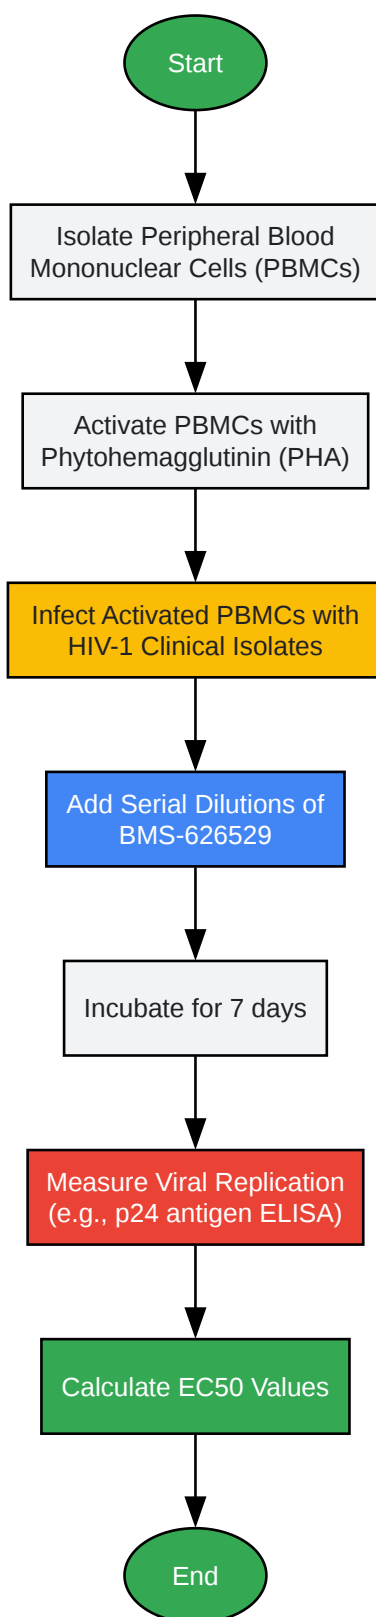 Start
Isolate Peripheral Blood
Mononuclear Cells (PBMCs)
Activate PBMCs with
Phytohemagglutinin (PHA)
Infect Activated PBMCs with
HIV-1 Clinical Isolates
Add Serial Dilutions of
BMS-626529
Incubate for 7 days
Measure Viral Replication
(e.g., p24 antigen ELISA)
Calculate EC50 Values
End